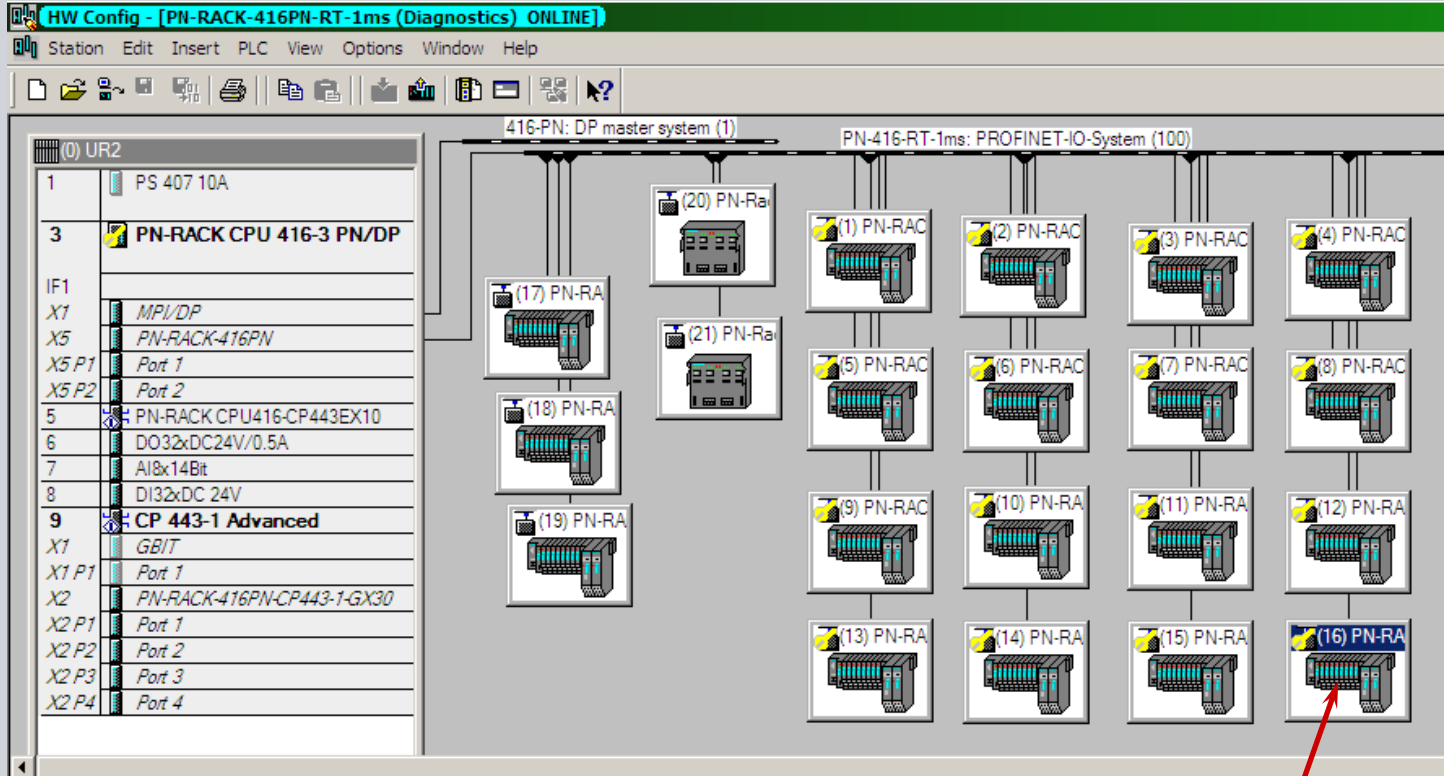 HW Config - [PN-RACK-416PN-RT-1ms (Diagnostics) ONLINE]
Station Edit Insert PLC View Options Window Help
416-PN: DP master system (1)
PN-416-RT-1ms: PROFINET-IO-System (100)
(0) UR2
1 PS 407 10A
3 PN-RACK CPU 416-3 PN/DP
IF1
X1 MPI/DP
X5 PN-RACK-416PN
X5 P1 Port 1
X5 P2 Port 2
5 PN-RACK CPU416-CP443EX10
6 DO32xDC24V/0.5A
7 AI8x14Bit
8 DI32xDC 24V
9 CP 443-1 Advanced
X1 GBIT
X1 P1 Port 1
X2 PN-RACK-416PN-CP443-1-GX30
X2 P1 Port 1
X2 P2 Port 2
X2 P3 Port 3
X2 P4 Port 4
(17) PN-RA
(18) PN-RA
(19) PN-RA
(20) PN-Ra
(21) PN-Ra
(1) PN-RAC
(2) PN-RAC
(3) PN-RAC
(4) PN-RAC
(5) PN-RAC
(6) PN-RAC
(7) PN-RAC
(8) PN-RAC
(9) PN-RAC
(10) PN-RA
(11) PN-RA
(12) PN-RA
(13) PN-RA
(14) PN-RA
(15) PN-RA
(16) PN-RA